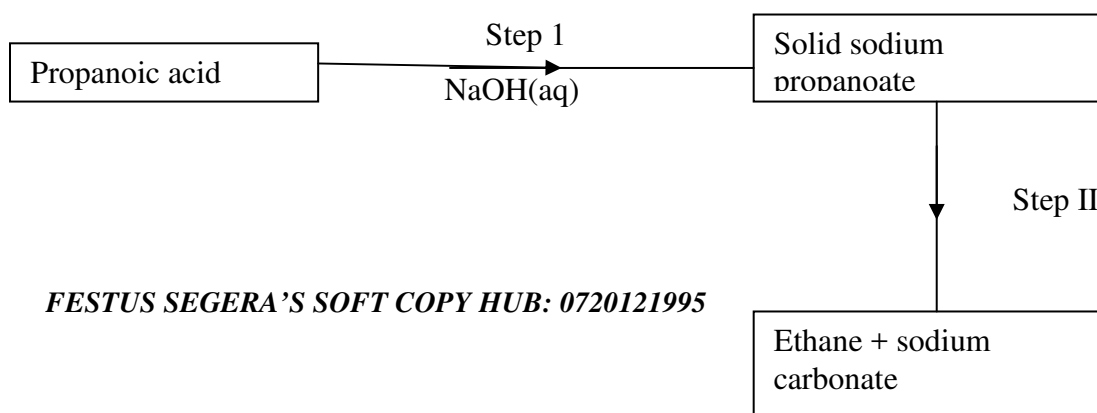 Step 1
Propanoic acid
NaOH(aq)
Solid sodium
propanoate
Step II
FESTUS SEGERA’S SOFT COPY HUB: 0720121995
Ethane + sodium
carbonate